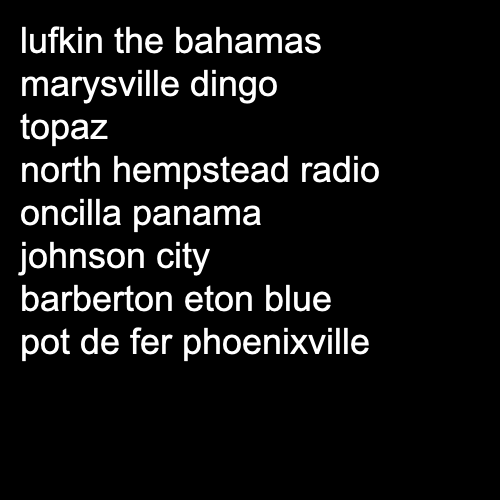 lufkin the bahamas
marysville dingo
topaz
north hempstead radio
oncilla panama
johnson city
barberton eton blue
pot de fer phoenixville